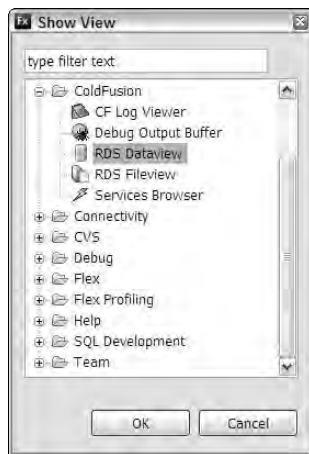 Fx Show View
type filter text
ColdFusion
CF Log Viewer
Debug Output Buffer
RDS Dataview
RDS Fileview
Services Browser
Connectivity
CVS
Debug
Flex
Flex Profiling
Help
SQL Development
Team
OK Cancel